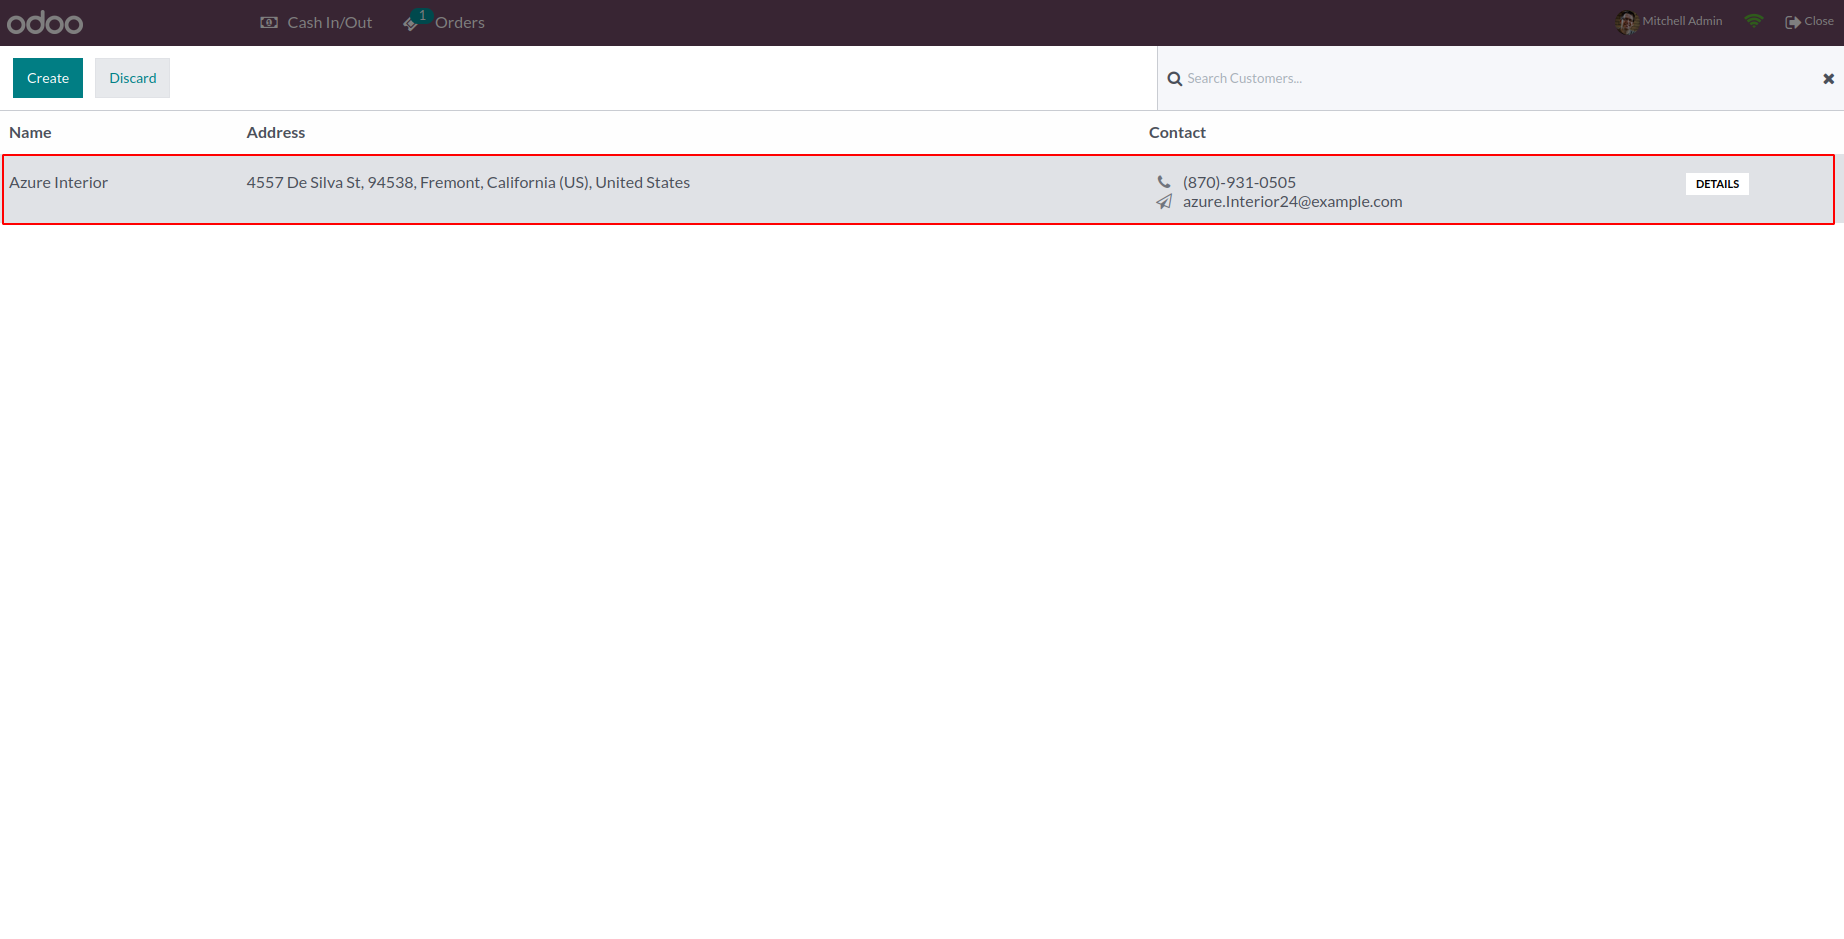 odoo Cash In/Out 1 Orders Mitchell Admin Close
Create Discard Search Customers...
Name Address Contact
Azure Interior 4557 De Silva St, 94538, Fremont, California (US), United States (870)-931-0505 DETAILS
azure.Interior24@example.com